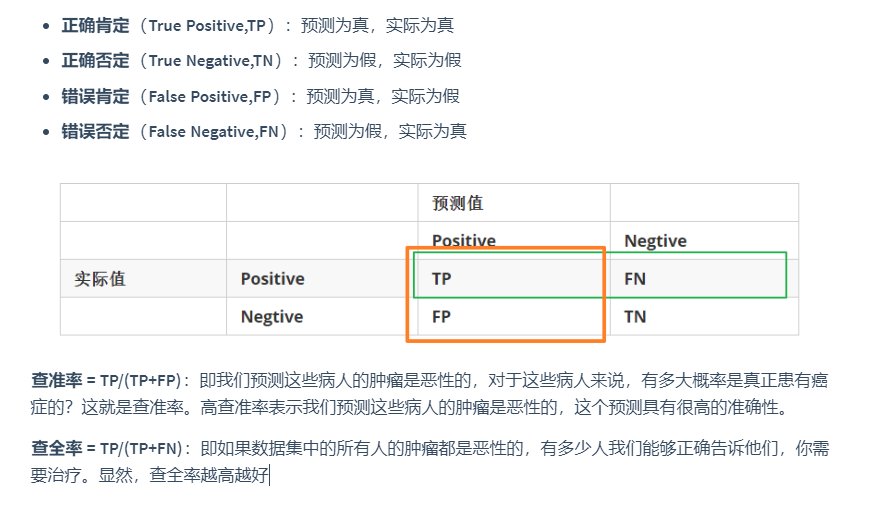 • 正确肯定（True Positive,TP）：预测为真，实际为真
• 正确否定（True Negative,TN）：预测为假，实际为假
• 错误肯定（False Positive,FP）：预测为真，实际为假
• 错误否定（False Negative,FN）：预测为假，实际为真
预测值
Positive Negtive
实际值 Positive TP FN
Negtive FP TN
查准率 = TP/(TP+FP)：即我们预测这些病人的肿瘤是恶性的，对于这些病人来说，有多大概率是真正患有癌
症的？这就是查准率。高查准率表示我们预测这些病人的肿瘤是恶性的，这个预测具有很高的准确性。
查全率 = TP/(TP+FN)：即如果数据集中的所有人的肿瘤都是恶性的，有多少人我们能够正确告诉他们，你需
要治疗。显然，查全率越高越好